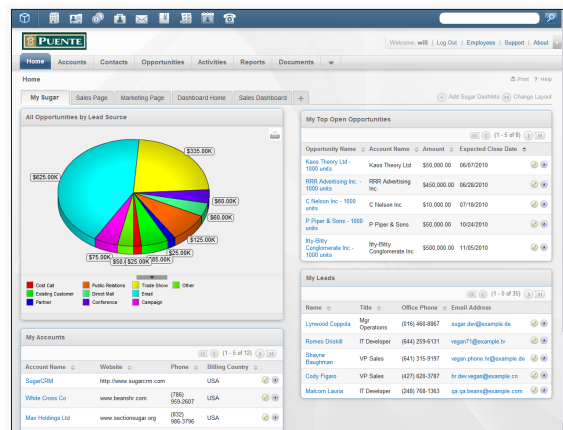 PUENTE
Welcome, will | Log Out | Employees | Support | About
Home Accounts Contacts Opportunities Activities Reports Documents
Home
Print ? Help
My Sugar Sales Page Marketing Page Dashboard Home Sales Dashboard +
Add Sugar Dashlets Change Layout
All Opportunities by Lead Source
$335.00K
$625.00K
$60.00K
$60.00K
$125.00K
$25.00K
$75.00K $25.00K
Cold Call Public Relations Trade Show Other
Existing Customer Direct Mail Email
Partner Conference Campaign
My Accounts
(1 - 5 of 12)
Account Name Website Phone Billing Country
SugarCRM http://www.sugarcrm.com USA
White Cross Co www.beanshr.com (786) 959-2607 USA
Max Holdings Ltd www.sectionsugar.org (832) 986-3796 USA
My Top Open Opportunities
(1 - 5 of 8)
Opportunity Name Account Name Amount Expected Close Date
Kaos Theory Ltd - 1000 units Kaos Theory Ltd $50,000.00 06/07/2010
RRR Advertising Inc. - 1000 units RRR Advertising Inc. $450,000.00 06/28/2010
C Nelson Inc - 1000 units C Nelson Inc $10,000.00 07/18/2010
P Piper & Sons - 1000 units P Piper & Sons $50,000.00 10/24/2010
Itty-Bitty Conglomerate Inc - 1000 units Itty-Bitty Conglomerate Inc $500,000.00 11/05/2010
My Leads
(1 - 5 of 35)
Name Title Office Phone Email Address
Lynwood Coppola Mgr Operations (816) 460-8867 sugar.dev@example.de
Romeo Driskill IT Developer (644) 259-6131 vegan71@example.tv
Shayne Baughman VP Sales (641) 315-9197 vegan.phone.hr@example.de
Cody Figaro VP Sales (427) 620-3787 hr.dev.vegan@example.cn
Malcom Lauria IT Developer (248) 768-1363 qa.qa.beans@example.com